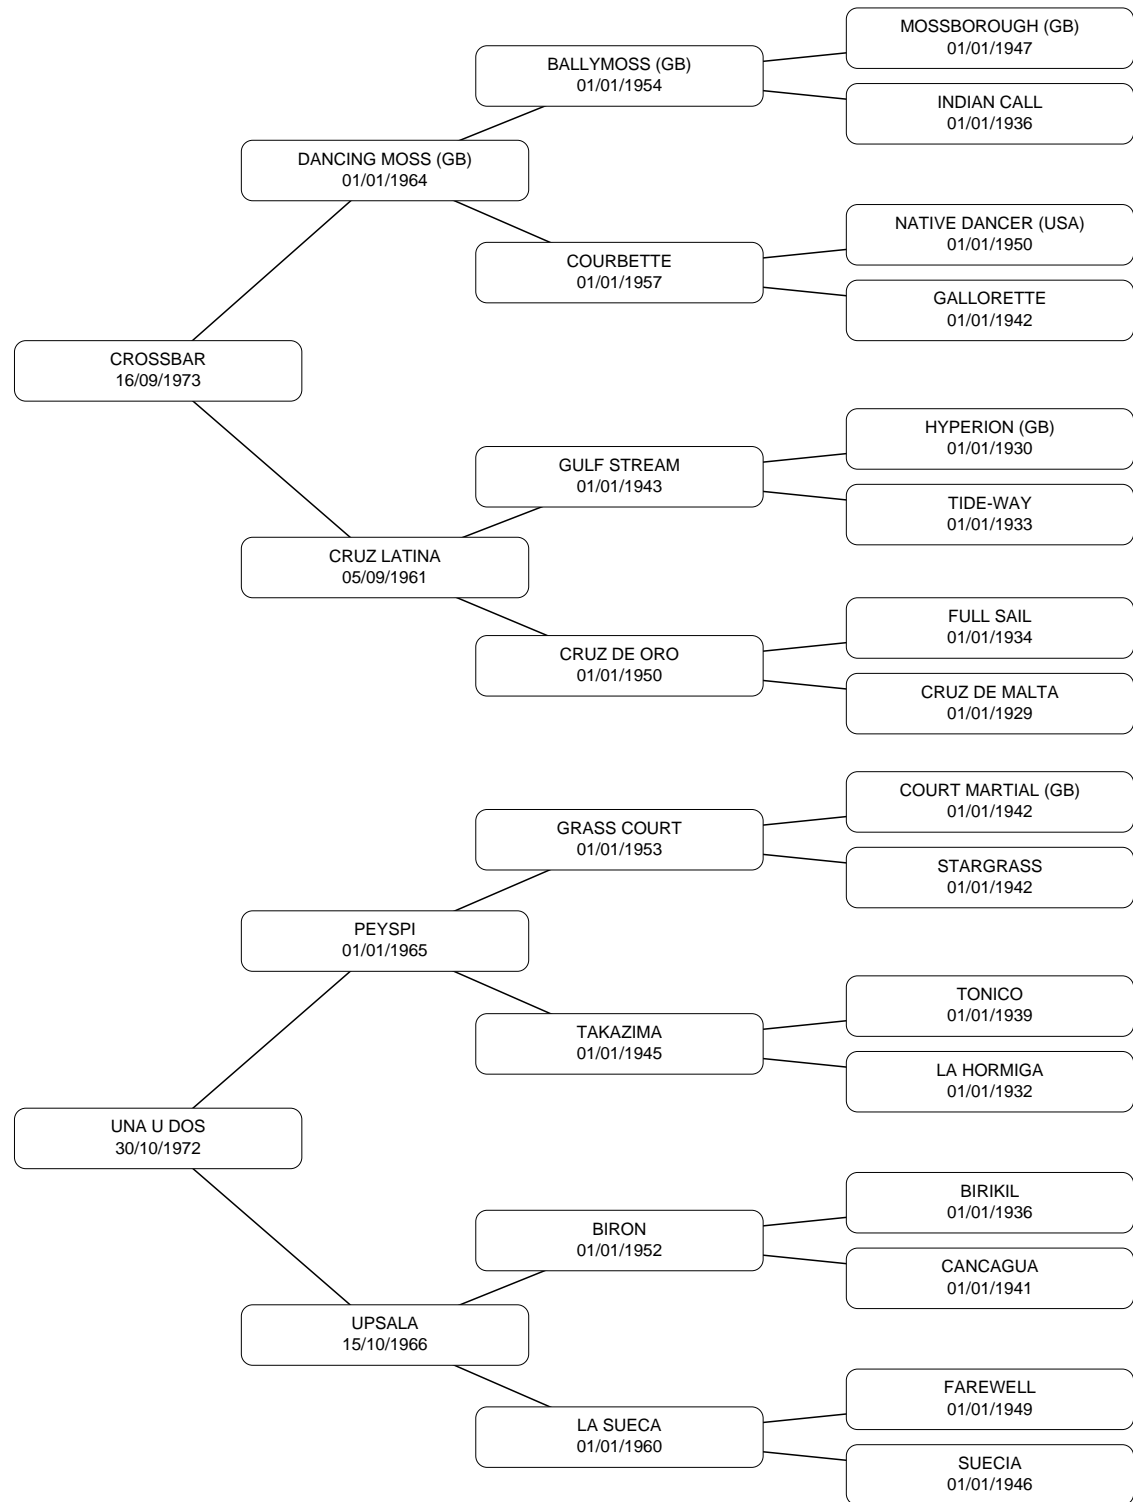 MOSSBOROUGH (GB)
01/01/1947
BALLYMOSS (GB)
01/01/1954
INDIAN CALL
01/01/1936
DANCING MOSS (GB)
01/01/1964
NATIVE DANCER (USA)
01/01/1950
COURBETTE
01/01/1957
GALLORETTE
01/01/1942
CROSSBAR
16/09/1973
HYPERION (GB)
01/01/1930
GULF STREAM
01/01/1943
TIDE-WAY
01/01/1933
CRUZ LATINA
05/09/1961
FULL SAIL
01/01/1934
CRUZ DE ORO
01/01/1950
CRUZ DE MALTA
01/01/1929
COURT MARTIAL (GB)
01/01/1942
GRASS COURT
01/01/1953
STARGRASS
01/01/1942
PEYSPI
01/01/1965
TONICO
01/01/1939
TAKAZIMA
01/01/1945
LA HORMIGA
01/01/1932
UNA U DOS
30/10/1972
BIRIKIL
01/01/1936
BIRON
01/01/1952
CANCAGUA
01/01/1941
UPSALA
15/10/1966
FAREWELL
01/01/1949
LA SUECA
01/01/1960
SUECIA
01/01/1946